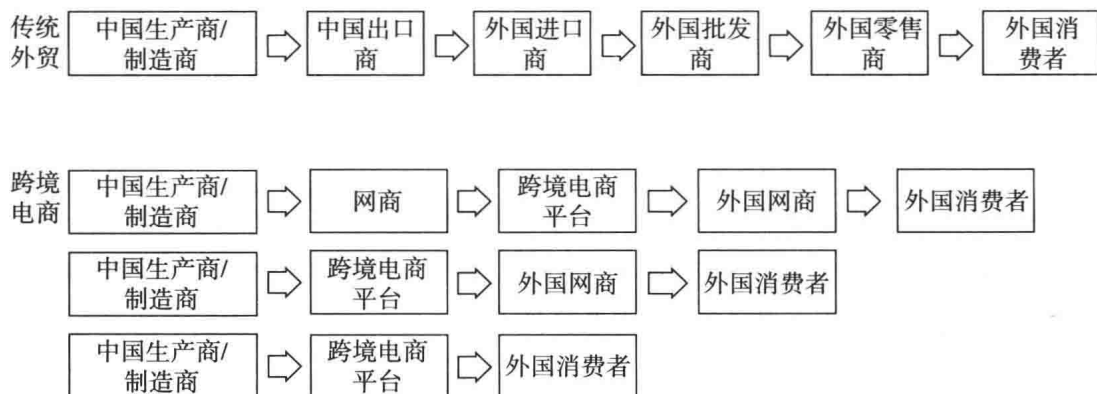 传统 中国生产商/ 中国出口 外国进口 外国批发 外国零售 外国消
外贸 制造商 商 商 商 商 费者
跨境 中国生产商/ 网商 跨境电商 外国网商 外国消费者
电商 制造商 平台
中国生产商/ 跨境电商 外国网商 外国消费者
制造商 平台
中国生产商/ 跨境电商 外国消费者
制造商 平台